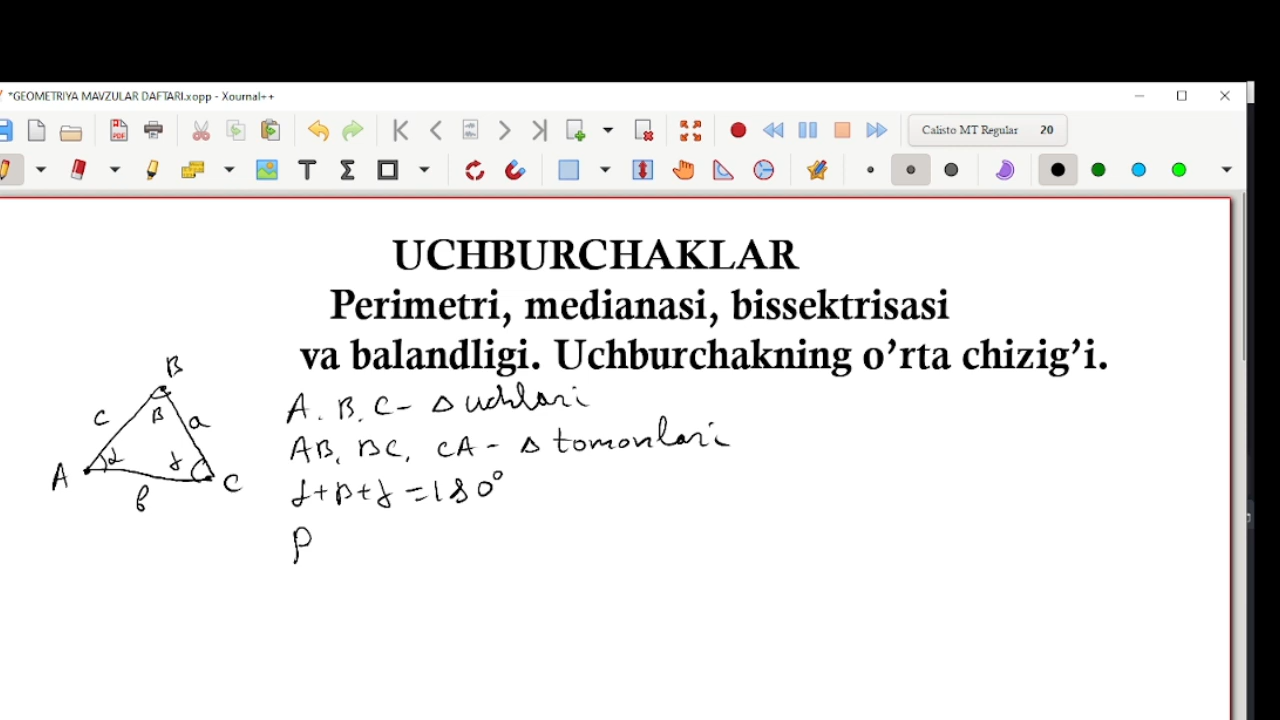 *GEOMETRIYA MAVZULAR DAFTARI.xopp - Xournal++
Calisto MT Regular 20
UCHBURCHAKLAR
Perimetri, medianasi, bissektrisasi
va balandligi. Uchburchakning o’rta chizig’i.
B
c β a
A α γ C
b
A, B, C - Δ uchlari
AB, BC, CA - Δ tomonlari
α+β+γ=180°
P